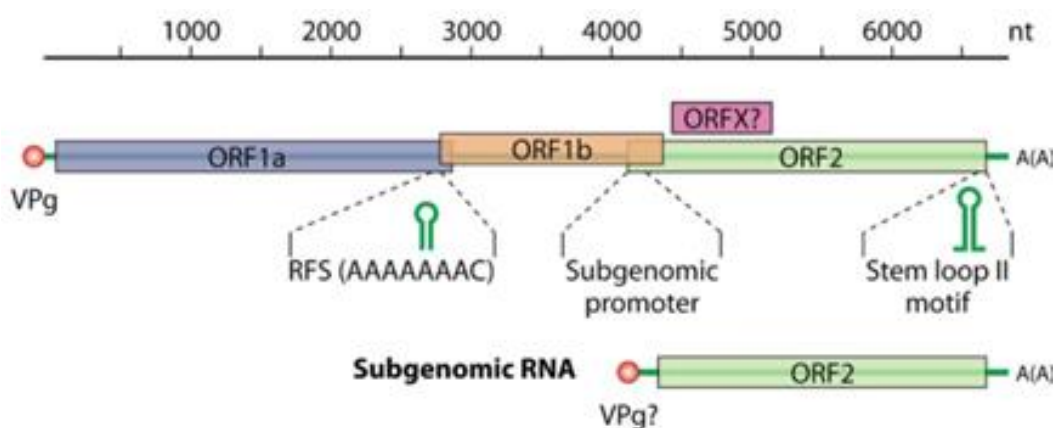 1000 2000 3000 4000 5000 6000 nt
ORFX?
ORF1a ORF1b ORF2 A(A)
VPg
RFS (AAAAAAAC) Subgenomic promoter Stem loop II motif
Subgenomic RNA ORF2 A(A)
VPg?